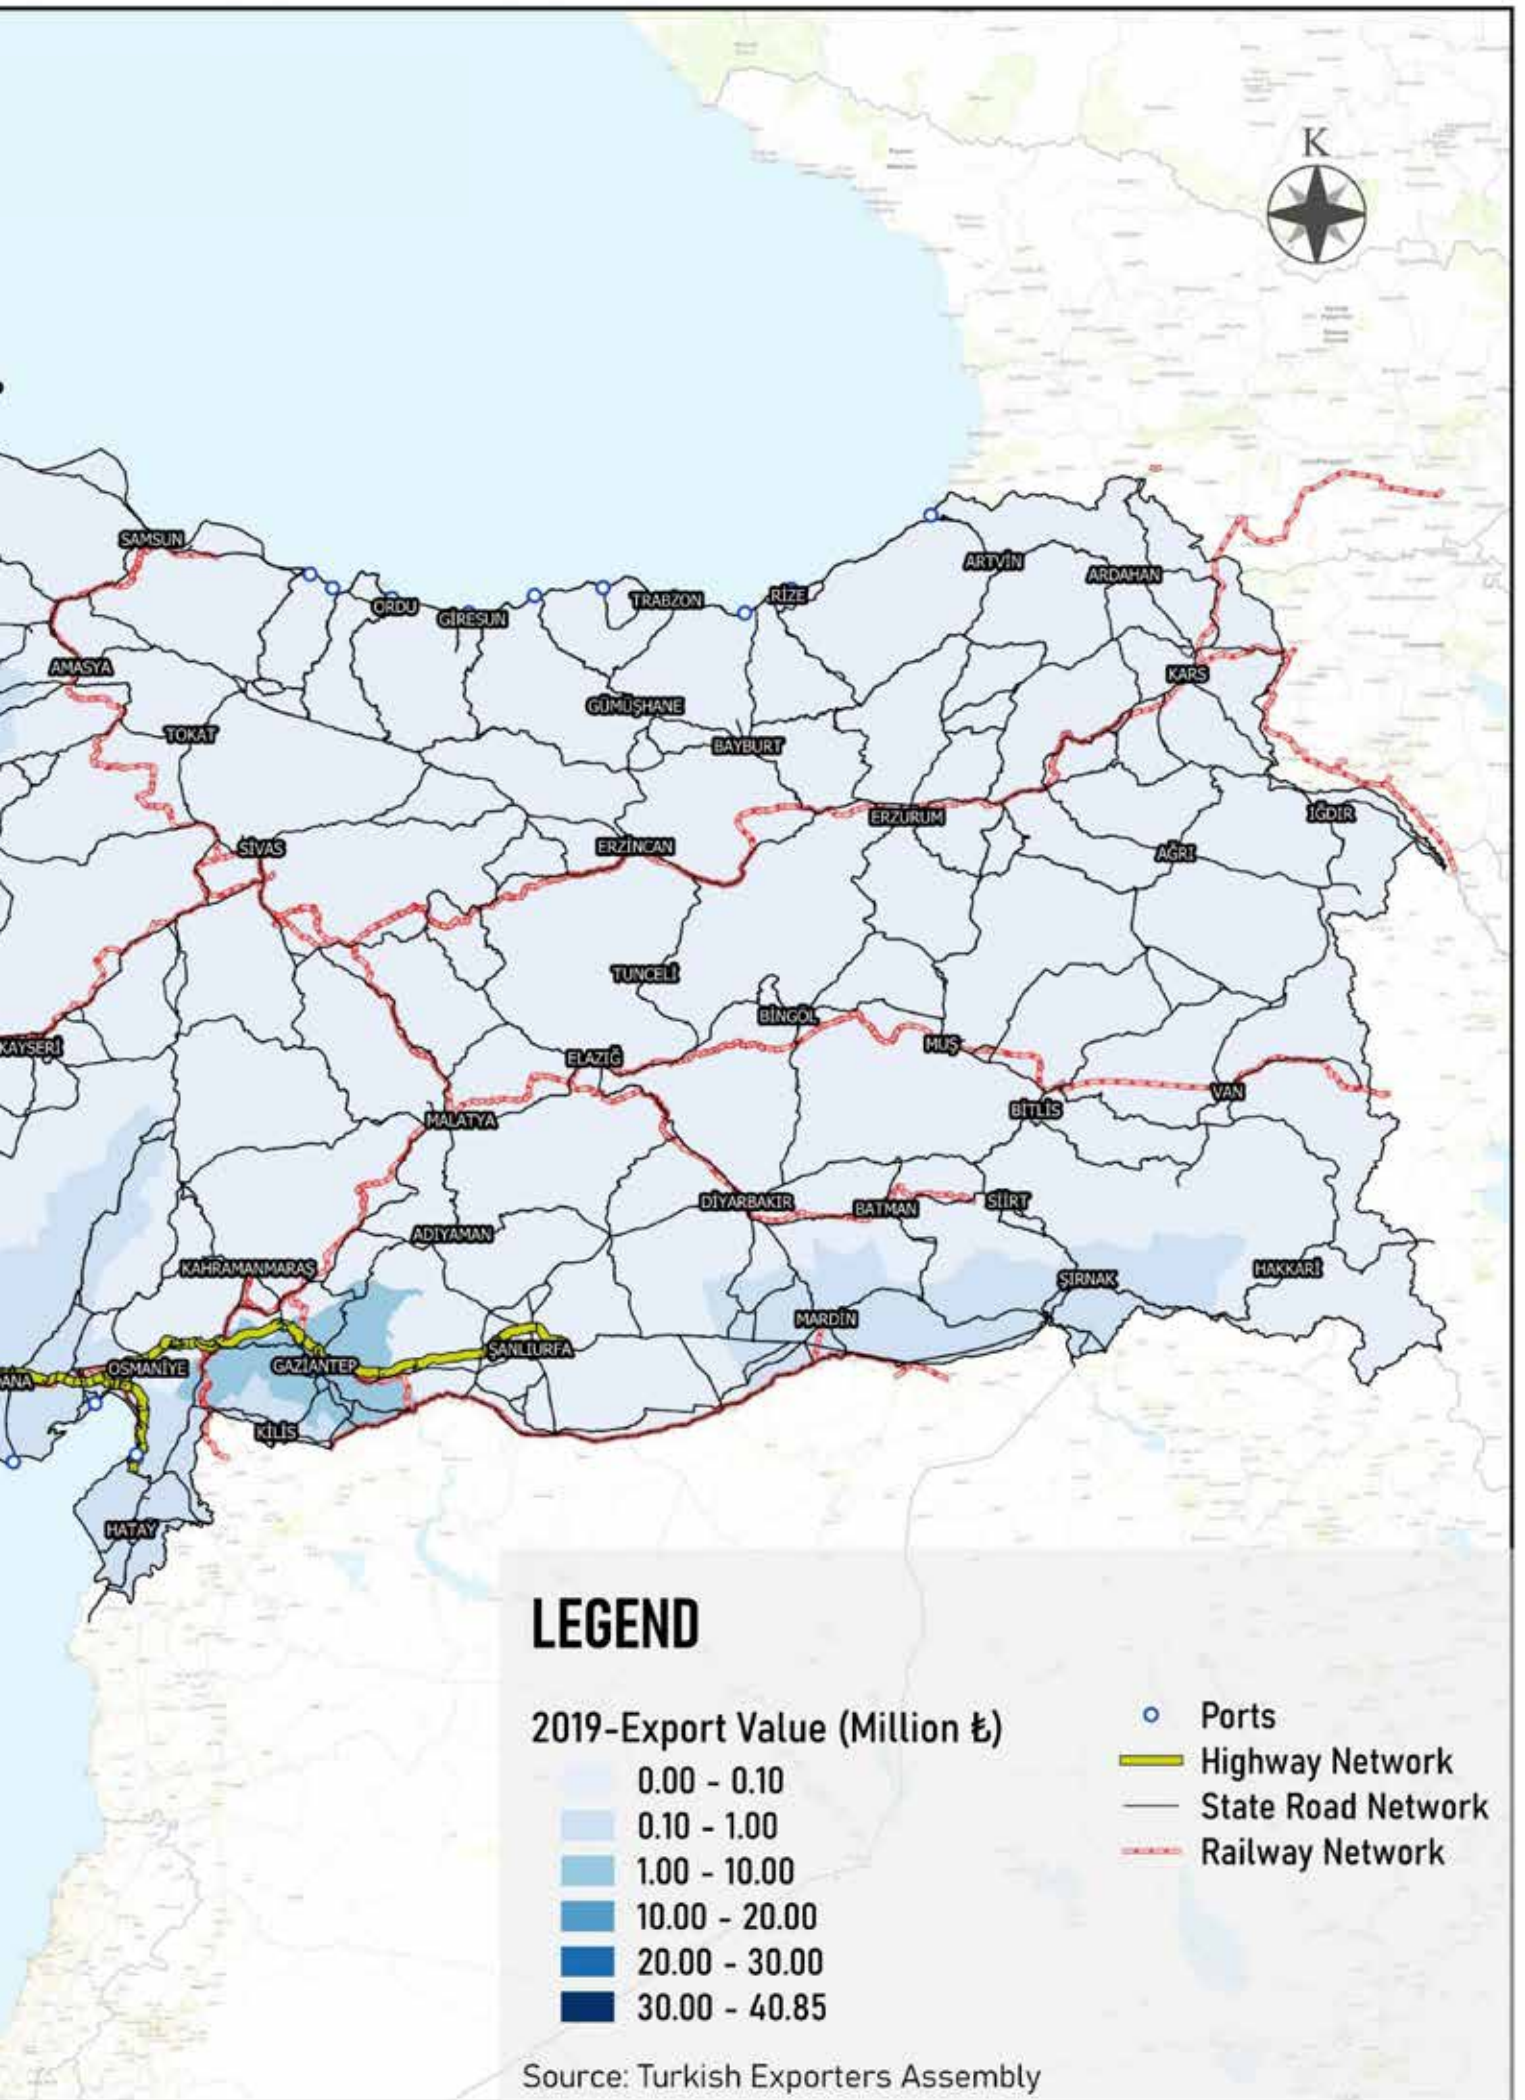 K
SAMSUN
ORDU
GİRESUN
TRABZON
RİZE
ARTVİN
ARDAHAN
AMASYA
KARS
GÜMÜŞHANE
TOKAT
BAYBURT
SİVAS
ERZİNCAN
ERZURUM
IĞDIR
AĞRI
TUNCELİ
BİNGÖL
KAYSERİ
ELAZIĞ
MUŞ
VAN
MALATYA
BİTLİS
DİYARBAKIR
BATMAN
SİİRT
ADIYAMAN
KAHRAMANMARAŞ
ŞIRNAK
HAKKARİ
MARDİN
ŞANLIURFA
ANA
OSMANİYE
GAZİANTEP
KİLİS
HATAY
LEGEND
2019-Export Value (Million ₺)
0.00 - 0.10
0.10 - 1.00
1.00 - 10.00
10.00 - 20.00
20.00 - 30.00
30.00 - 40.85
Ports
Highway Network
State Road Network
Railway Network
Source: Turkish Exporters Assembly